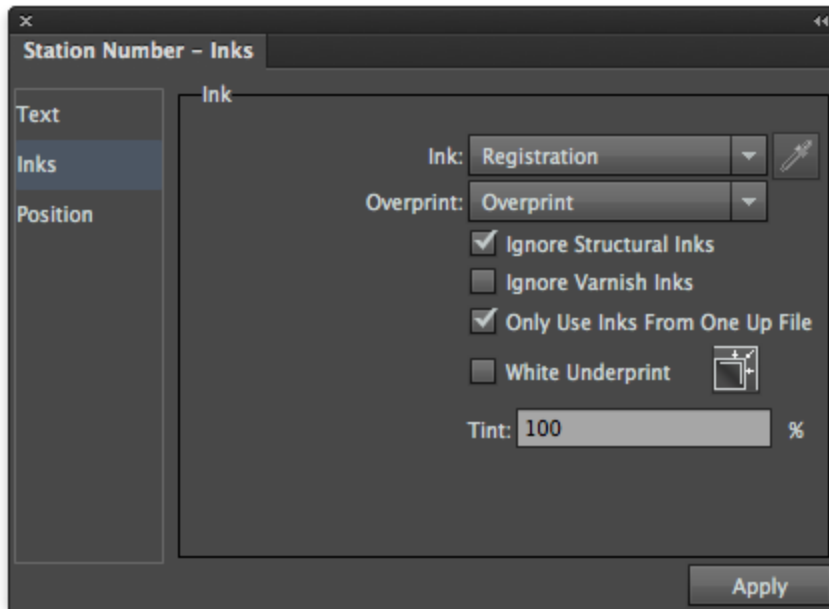 Station Number – Inks
Text
Inks
Position
Ink
Ink: Registration
Overprint: Overprint
Ignore Structural Inks
Ignore Varnish Inks
Only Use Inks From One Up File
White Underprint
Tint: 100 %
Apply